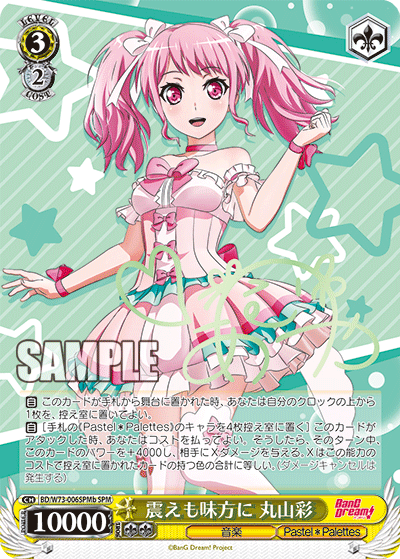 LEVEL
3
2
COST
SAMPLE
自 このカードが手札から舞台に置かれた時、あなたは自分のクロックの上から
1枚を、控え室に置いてよい。
自 [手札の《Pastel＊Palettes》のキャラを4枚控え室に置く] このカードが
アタックした時、あなたはコストを払ってよい。そうしたら、そのターン中、
このカードのパワーを+4000し、相手にXダメージを与える。Xはこの能力の
コストで控え室に置かれたカードの持つ色の合計に等しい。(ダメージキャンセルは
発生する)
CH BD/W73-006SPMb SPM
10000
震えも味方に 丸山彩
BanG Dream!
音楽
Pastel＊Palettes
©BanG Dream! Project